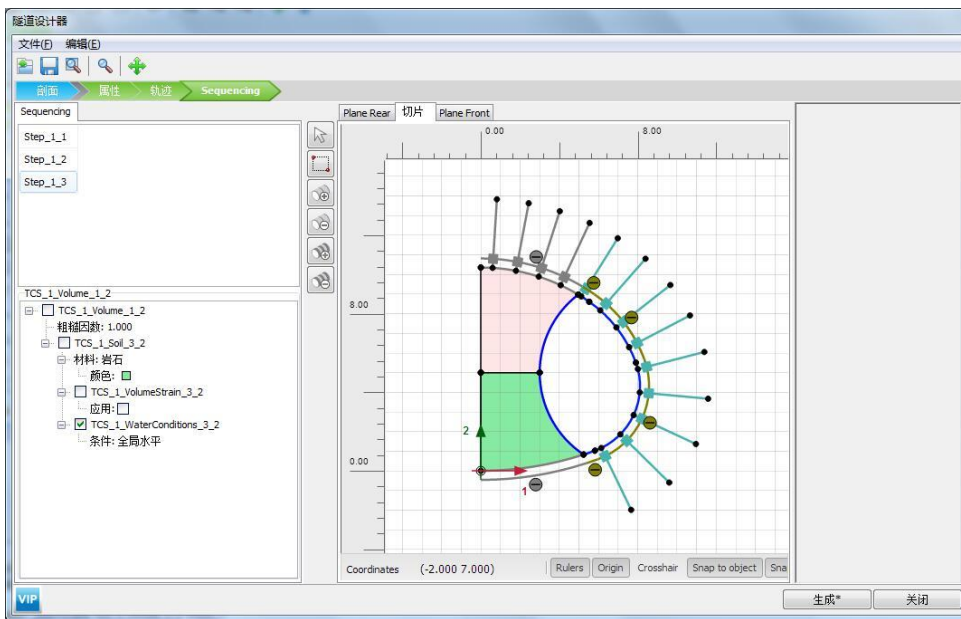 隧道设计器
文件(F) 编辑(E)
剖面 属性 轨迹 Sequencing
Sequencing
Step_1_1
Step_1_2
Step_1_3
TCS_1_Volume_1_2
TCS_1_Volume_1_2
粗糙因数: 1.000
TCS_1_Soil_3_2
材料: 岩石
颜色:
TCS_1_VolumeStrain_3_2
应用:
TCS_1_WaterConditions_3_2
条件: 全局水平
Plane Rear 切片 Plane Front
0.00 8.00
8.00
2
0.00
1
Coordinates (-2.000 7.000) Rulers Origin Crosshair Snap to object Sna
VIP 生成* 关闭